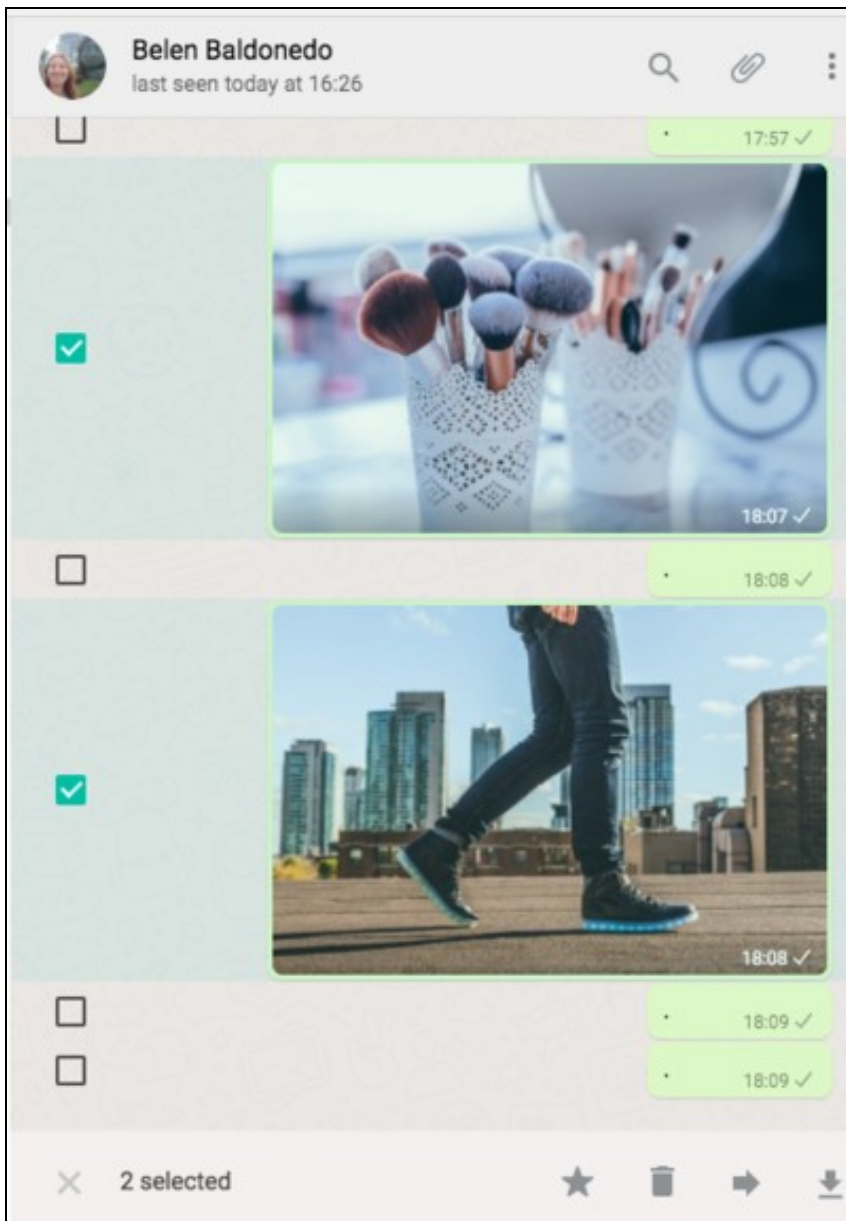 Belen Baldonedo
last seen today at 16:26
. 17:57
18:07
. 18:08
18:08
. 18:09
. 18:09
2 selected